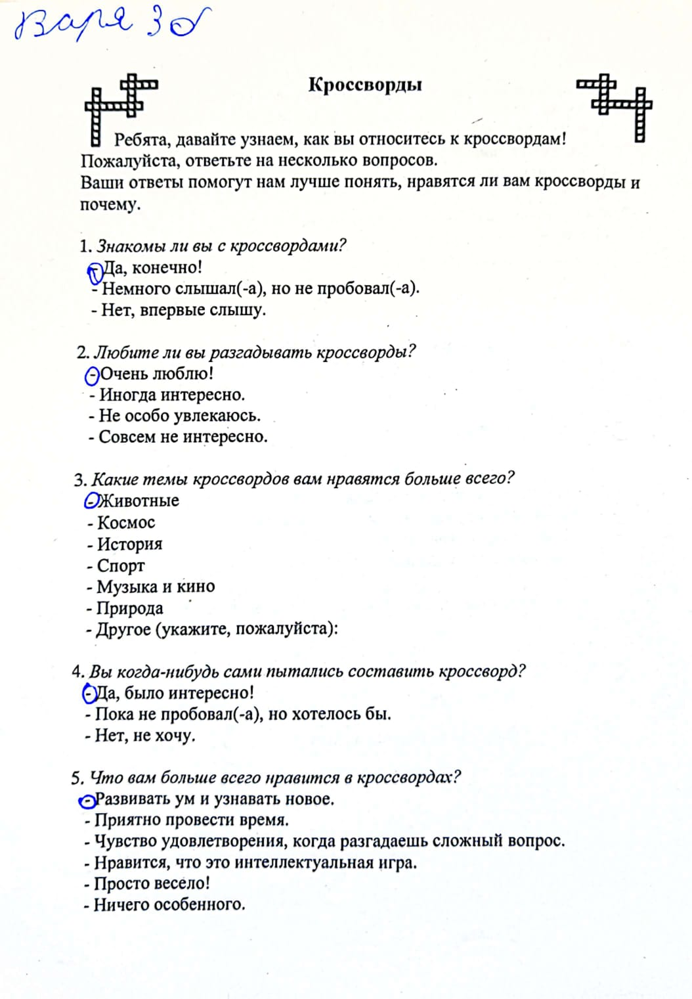 Варя 3б
Кроссворды
Ребята, давайте узнаем, как вы относитесь к кроссвордам!
Пожалуйста, ответьте на несколько вопросов.
Ваши ответы помогут нам лучше понять, нравятся ли вам кроссворды и
почему.
1. Знакомы ли вы с кроссвордами?
- Да, конечно!
- Немного слышал(-а), но не пробовал(-а).
- Нет, впервые слышу.
2. Любите ли вы разгадывать кроссворды?
- Очень люблю!
- Иногда интересно.
- Не особо увлекаюсь.
- Совсем не интересно.
3. Какие темы кроссвордов вам нравятся больше всего?
- Животные
- Космос
- История
- Спорт
- Музыка и кино
- Природа
- Другое (укажите, пожалуйста):
4. Вы когда-нибудь сами пытались составить кроссворд?
- Да, было интересно!
- Пока не пробовал(-а), но хотелось бы.
- Нет, не хочу.
5. Что вам больше всего нравится в кроссвордах?
- Развивать ум и узнавать новое.
- Приятно провести время.
- Чувство удовлетворения, когда разгадаешь сложный вопрос.
- Нравится, что это интеллектуальная игра.
- Просто весело!
- Ничего особенного.